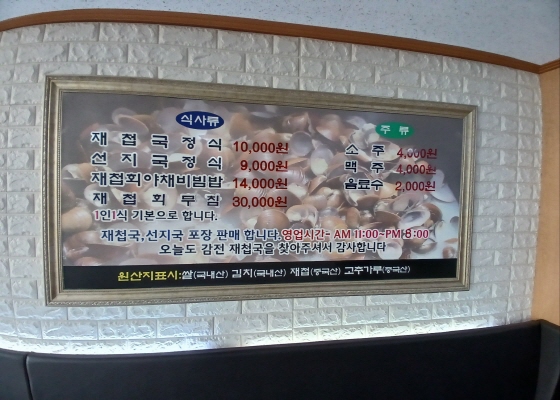 식사류
재첩국정식 10,000원
선지국정식 9,000원
재첩회야채비빔밥 14,000원
재첩회무침 30,000원
1인1식 기본으로 합니다.
주류
소주 4,000원
맥주 4,000원
음료수 2,000원
재첩국,선지국 포장 판매 합니다 영업시간- AM 11:00~PM 8:00
오늘도 감전 재첩국을 찾아주셔서 감사합니다
원산지표시:쌀(국내산) 김치(국내산) 재첩(중국산) 고추가루(중국산)